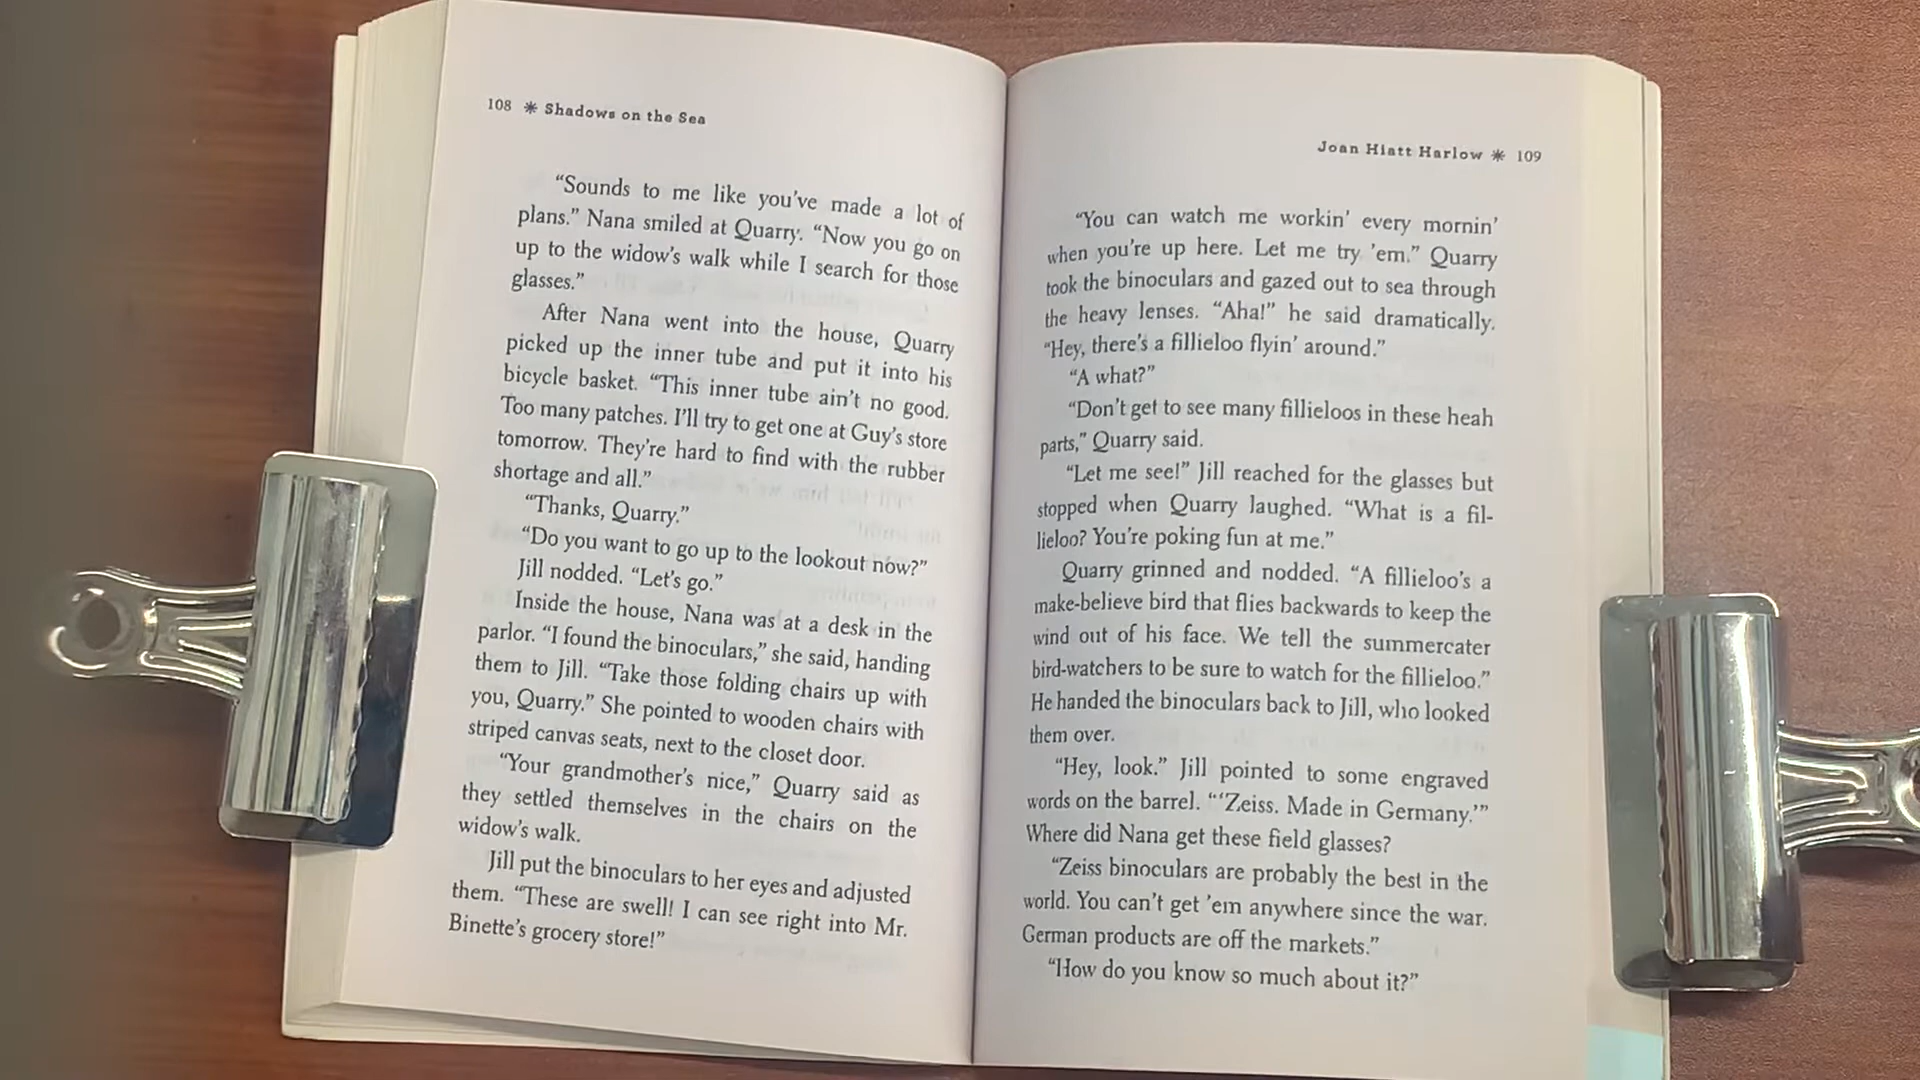 108 ✳ Shadows on the Sea
“Sounds to me like you’ve made a lot of
plans.” Nana smiled at Quarry. “Now you go on
up to the widow’s walk while I search for those
glasses.”
After Nana went into the house, Quarry
picked up the inner tube and put it into his
bicycle basket. “This inner tube ain’t no good.
Too many patches. I’ll try to get one at Guy’s store
tomorrow. They’re hard to find with the rubber
shortage and all.”
“Thanks, Quarry.”
“Do you want to go up to the lookout now?”
Jill nodded. “Let’s go.”
Inside the house, Nana was at a desk in the
parlor. “I found the binoculars,” she said, handing
them to Jill. “Take those folding chairs up with
you, Quarry.” She pointed to wooden chairs with
striped canvas seats, next to the closet door.
“Your grandmother’s nice,” Quarry said as
they settled themselves in the chairs on the
widow’s walk.
Jill put the binoculars to her eyes and adjusted
them. “These are swell! I can see right into Mr.
Binette’s grocery store!”
Joan Hiatt Harlow ✳ 109
“You can watch me workin’ every mornin’
when you’re up here. Let me try ’em.” Quarry
took the binoculars and gazed out to sea through
the heavy lenses. “Aha!” he said dramatically.
“Hey, there’s a fillieloo flyin’ around.”
“A what?”
“Don’t get to see many fillieloos in these heah
parts,” Quarry said.
“Let me see!” Jill reached for the glasses but
stopped when Quarry laughed. “What is a fil-
lieloo? You’re poking fun at me.”
Quarry grinned and nodded. “A fillieloo’s a
make-believe bird that flies backwards to keep the
wind out of his face. We tell the summercater
bird-watchers to be sure to watch for the fillieloo.”
He handed the binoculars back to Jill, who looked
them over.
“Hey, look.” Jill pointed to some engraved
words on the barrel. “‘Zeiss. Made in Germany.’”
Where did Nana get these field glasses?
“Zeiss binoculars are probably the best in the
world. You can’t get ’em anywhere since the war.
German products are off the markets.”
“How do you know so much about it?”